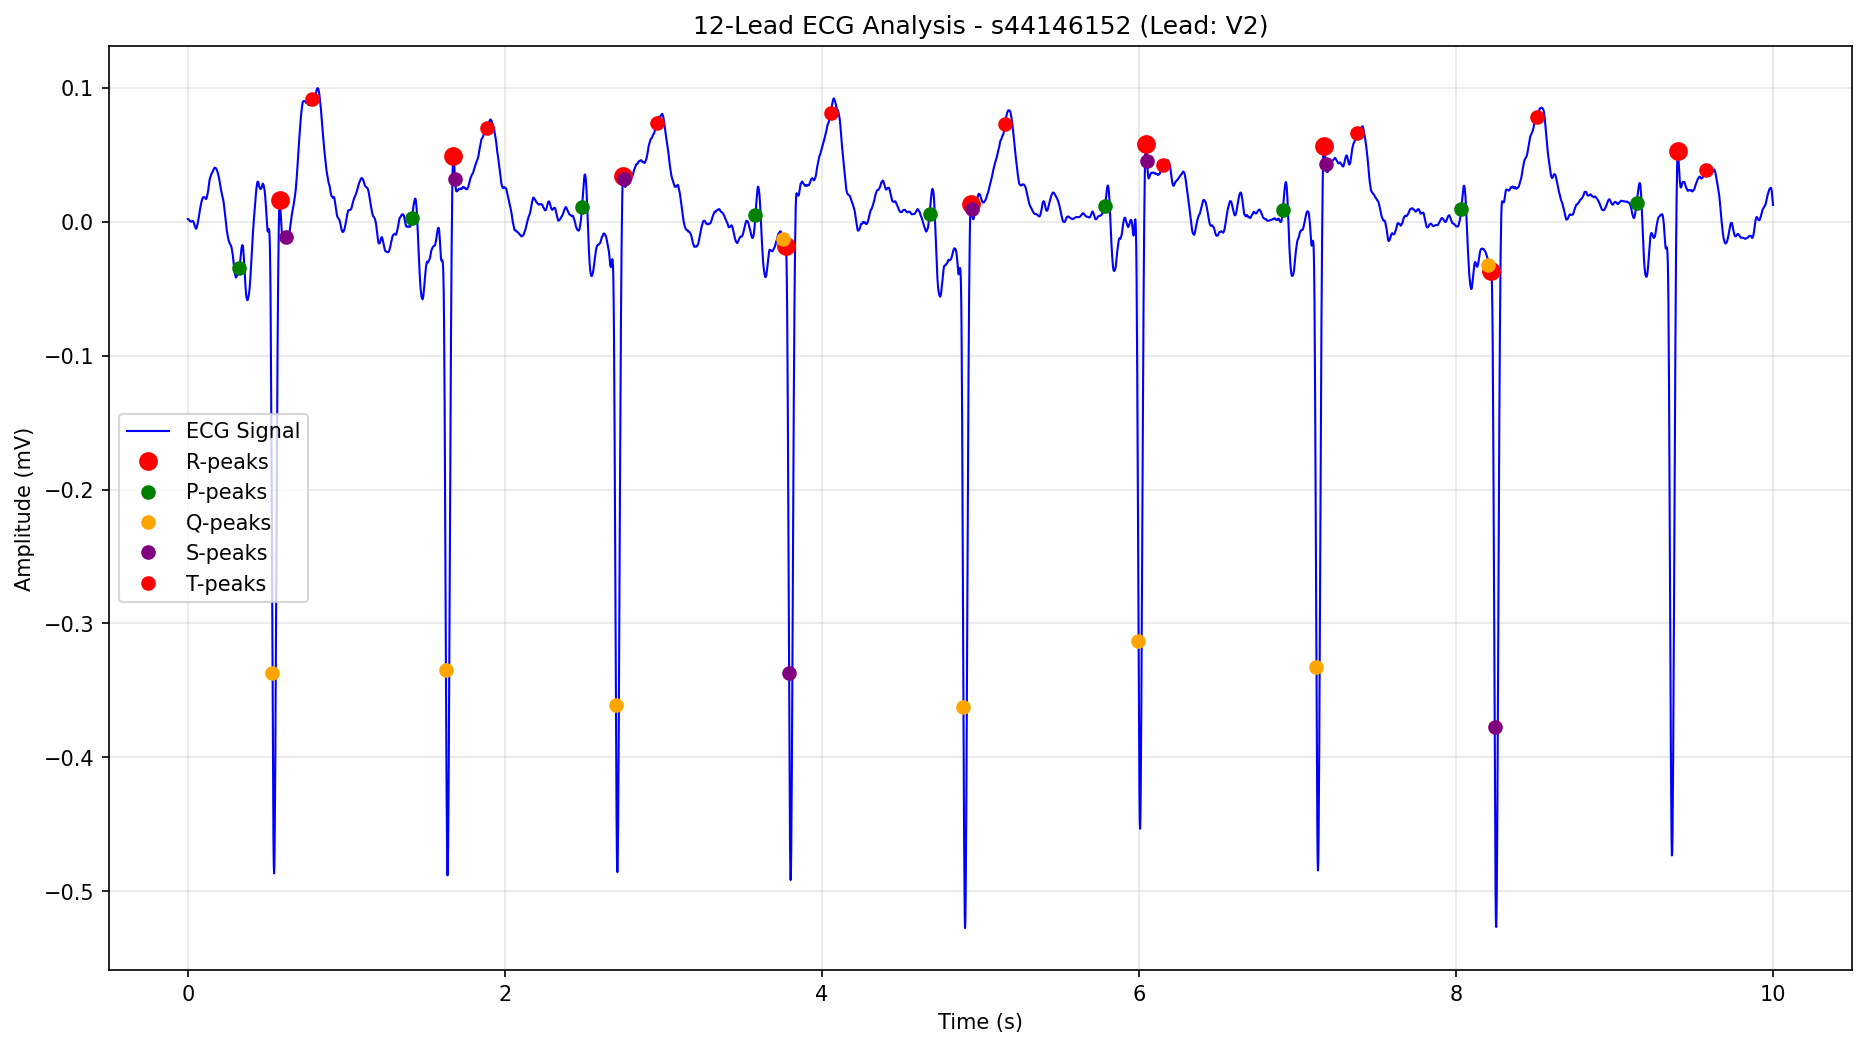 12-Lead ECG Analysis - s44146152 (Lead: V2)
Amplitude (mV)
0.1
0.0
−0.1
−0.2
−0.3
−0.4
−0.5
ECG Signal
R-peaks
P-peaks
Q-peaks
S-peaks
T-peaks
0 2 4 6 8 10
Time (s)